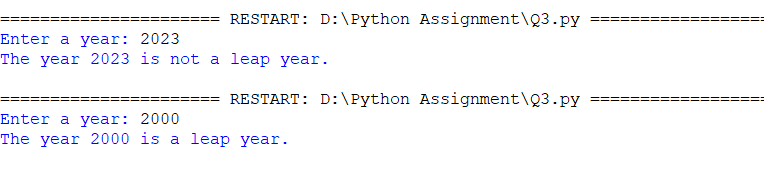 ====================== RESTART: D:\Python Assignment\Q3.py ==================
Enter a year: 2023
The year 2023 is not a leap year.
====================== RESTART: D:\Python Assignment\Q3.py ==================
Enter a year: 2000
The year 2000 is a leap year.